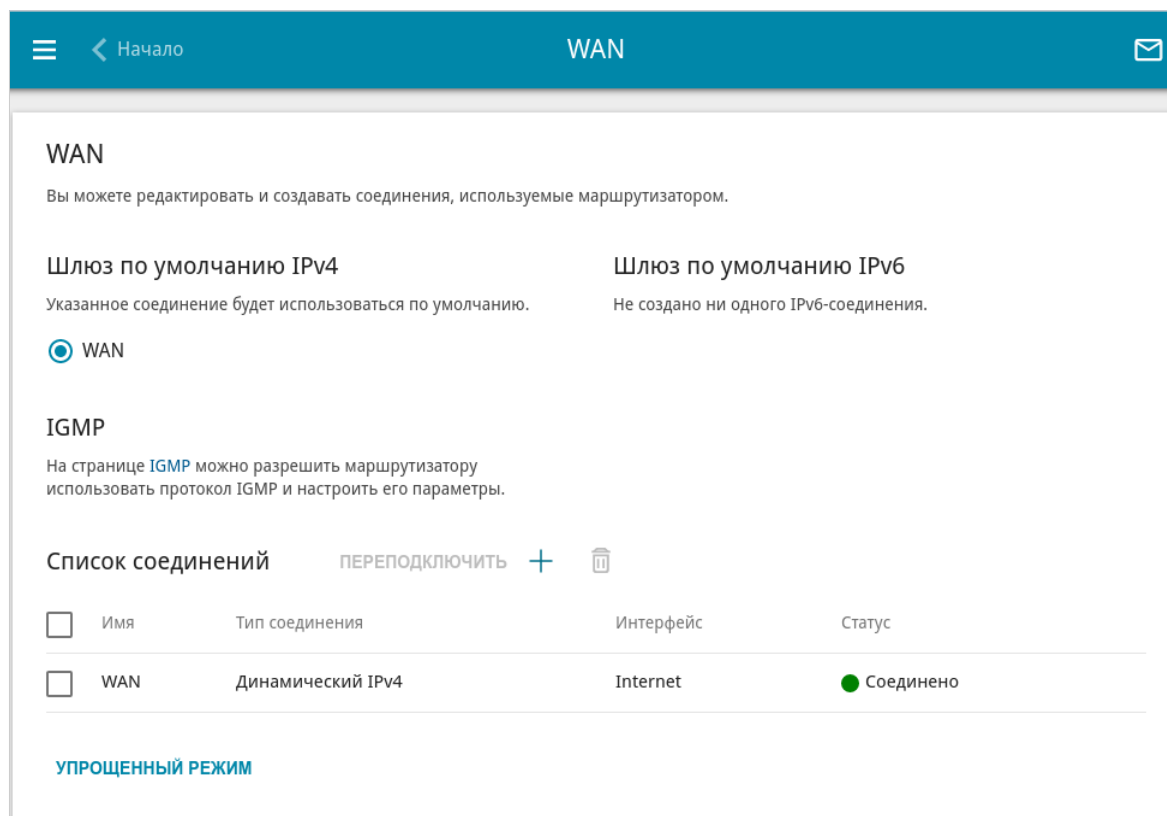 Начало
WAN
WAN
Вы можете редактировать и создавать соединения, используемые маршрутизатором.
Шлюз по умолчанию IPv4
Указанное соединение будет использоваться по умолчанию.
WAN
Шлюз по умолчанию IPv6
Не создано ни одного IPv6-соединения.
IGMP
На странице IGMP можно разрешить маршрутизатору
использовать протокол IGMP и настроить его параметры.
Список соединений ПЕРЕПОДКЛЮЧИТЬ
Имя Тип соединения Интерфейс Статус
WAN Динамический IPv4 Internet Соединено
УПРОЩЕННЫЙ РЕЖИМ